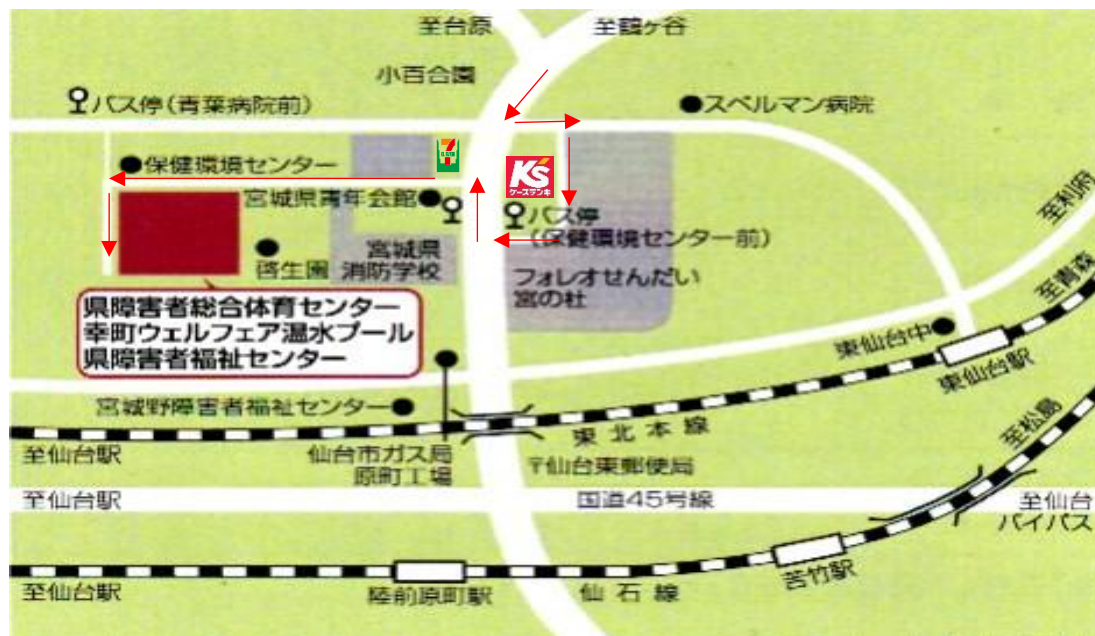 至台原
至鶴ヶ谷
小百合園
バス停(青葉病院前)
スペルマン病院
保健環境センター
7
ELEVEN
K's
ケーズデンキ
宮城県青年会館
バス停
(保健環境センター前)
至利府
啓生園
宮城県
消防学校
フォレオせんだい
宮の杜
至青森
県障害者総合体育センター
幸町ウェルフェア温水プール
県障害者福祉センター
東仙台中
東仙台駅
宮城野障害者福祉センター
東北本線
至松島
至仙台駅
仙台市ガス局
原町工場
〒仙台東郵便局
至仙台駅
国道45号線
至仙台
バイパス
至仙台駅
陸前原町駅
仙石線
苦竹駅